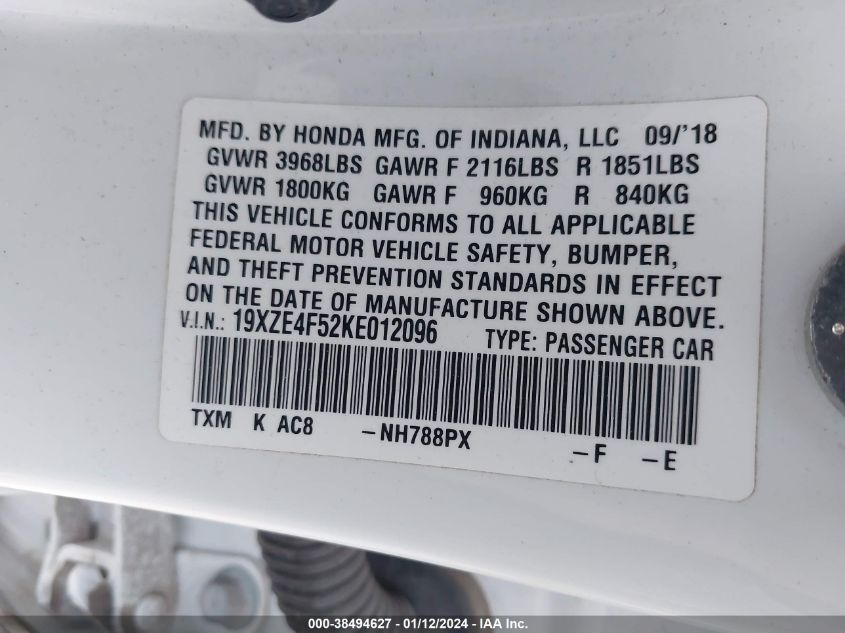 MFD. BY HONDA MFG. OF INDIANA, LLC 09/'18
GVWR 3968LBS GAWR F 2116LBS R 1851LBS
GVWR 1800KG GAWR F 960KG R 840KG
THIS VEHICLE CONFORMS TO ALL APPLICABLE
FEDERAL MOTOR VEHICLE SAFETY, BUMPER,
AND THEFT PREVENTION STANDARDS IN EFFECT
ON THE DATE OF MANUFACTURE SHOWN ABOVE.
V.I.N.: 19XZE4F52KE012096 TYPE: PASSENGER CAR
TXM K AC8 -NH788PX -F -E
000-38494627 - 01/12/2024 - IAA Inc.